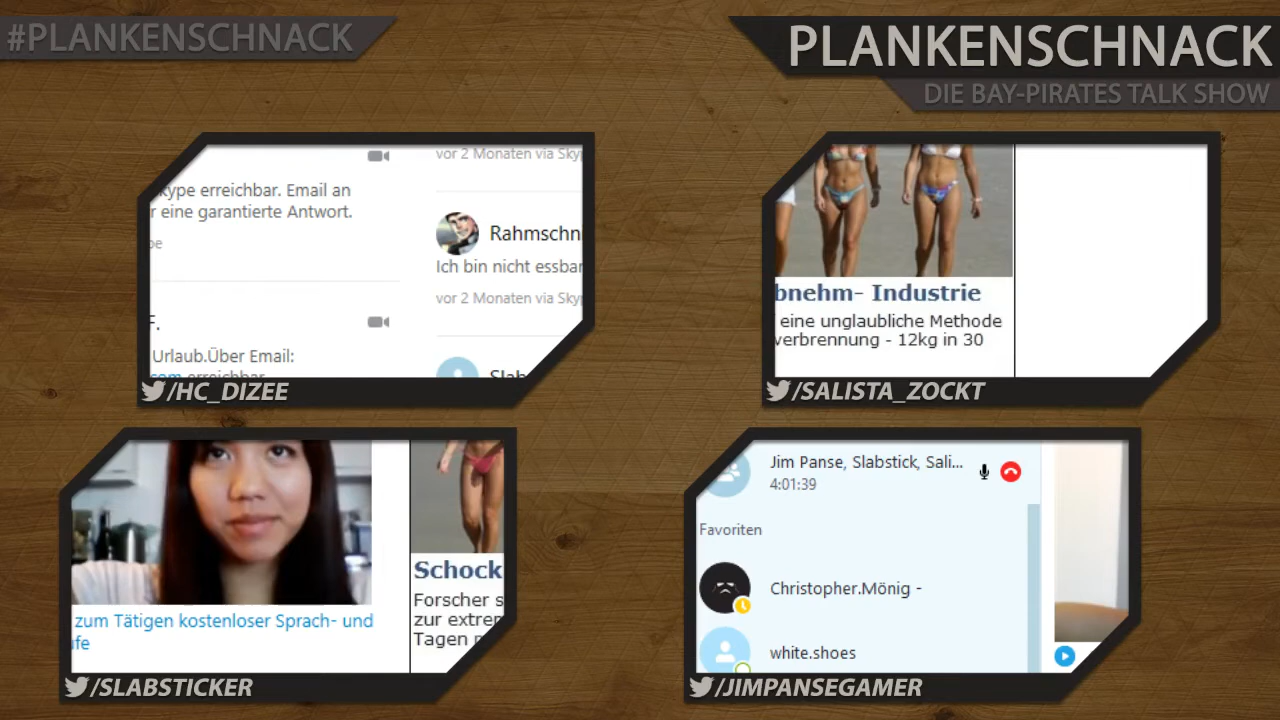 #PLANKENSCHNACK
PLANKENSCHNACK
DIE BAY-PIRATES TALK SHOW
vor 2 Monaten via Sky
kype erreichbar. Email an
r eine garantierte Antwort.
Rahmschn
Ich bin nicht essbar
vor 2 Monaten via Sky
F.
Urlaub.Über Email:
com erreichbar
Slab
/HC_DIZEE
bnehm- Industrie
eine unglaubliche Methode
verbrennung - 12kg in 30
/SALISTA_ZOCKT
zum Tätigen kostenloser Sprach- und
ufe
Schock
Forscher s
zur extrem
Tagen
/SLABSTICKER
Jim Panse, Slabstick, Sali...
4:01:39
Favoriten
Christopher.Mönig -
white.shoes
/JIMPANSEGAMER